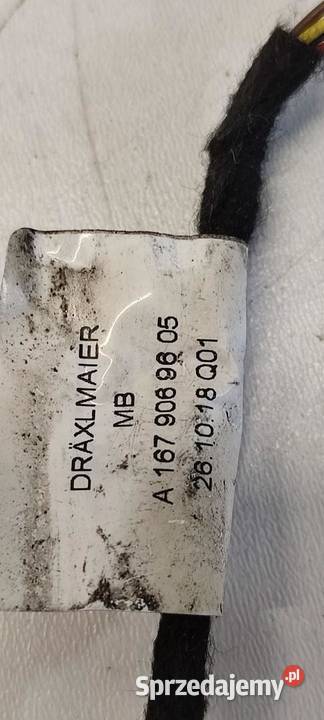 DRÄXLMAIER
MB
A 167 906 96 05
26.10.18 Q01
Sprzedajemy.pl